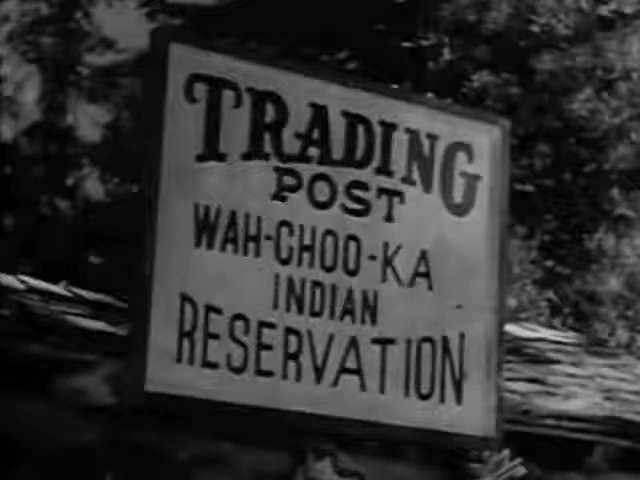 TRADING
POST
WAH-CHOO-KA
INDIAN
RESERVATION